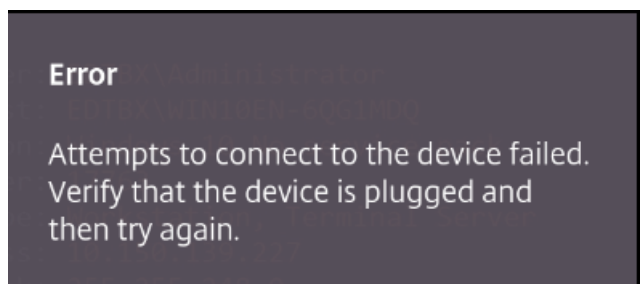 Error
Attempts to connect to the device failed.
Verify that the device is plugged and
then try again.